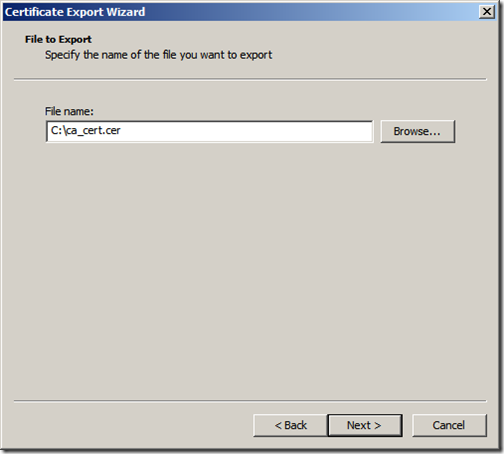 Certificate Export Wizard
File to Export
Specify the name of the file you want to export
File name:
C:\ca_cert.cer
Browse...
< Back
Next >
Cancel